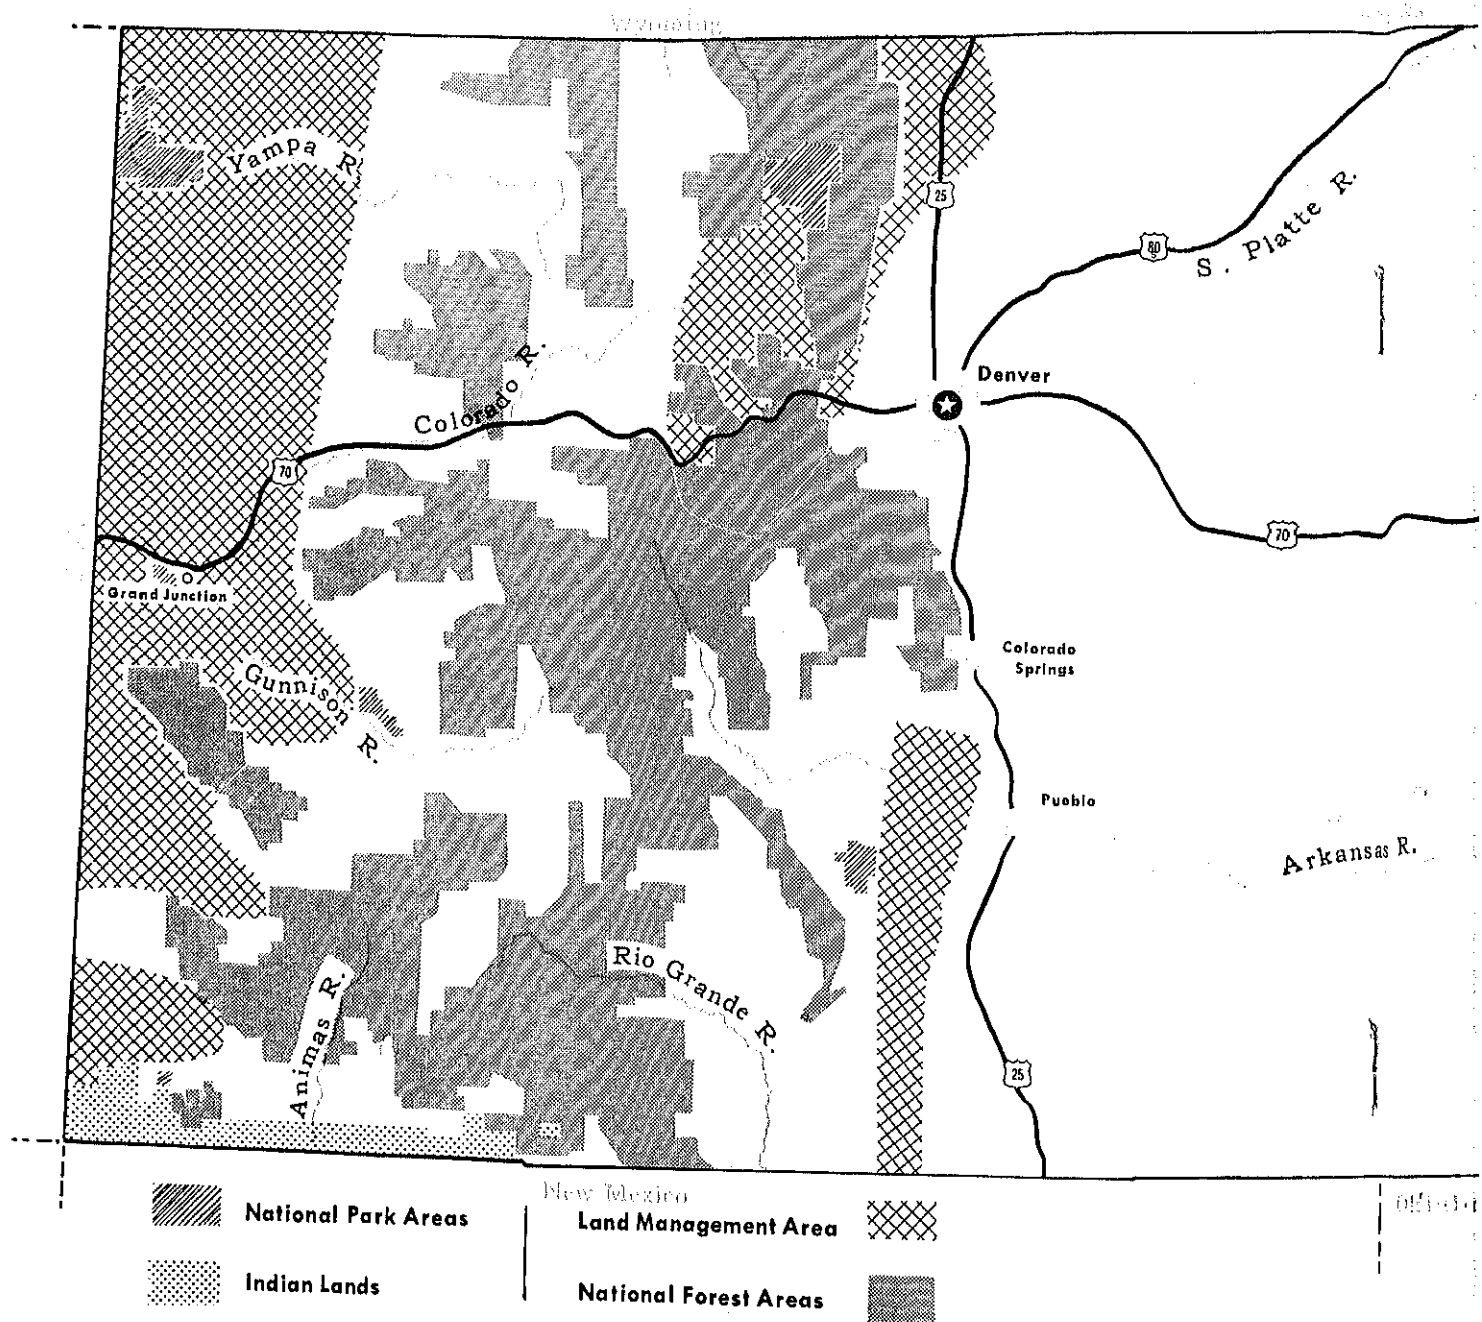 Wyoming
Yampa R.
25
80
S
S. Platte R.
Denver
Colorado R.
70
70
Grand Junction
Colorado
Springs
Gunnison R.
Pueblo
Arkansas R.
Rio Grande R.
Animas R.
25
New Mexico
National Park Areas
Land Management Area
Indian Lands
National Forest Areas